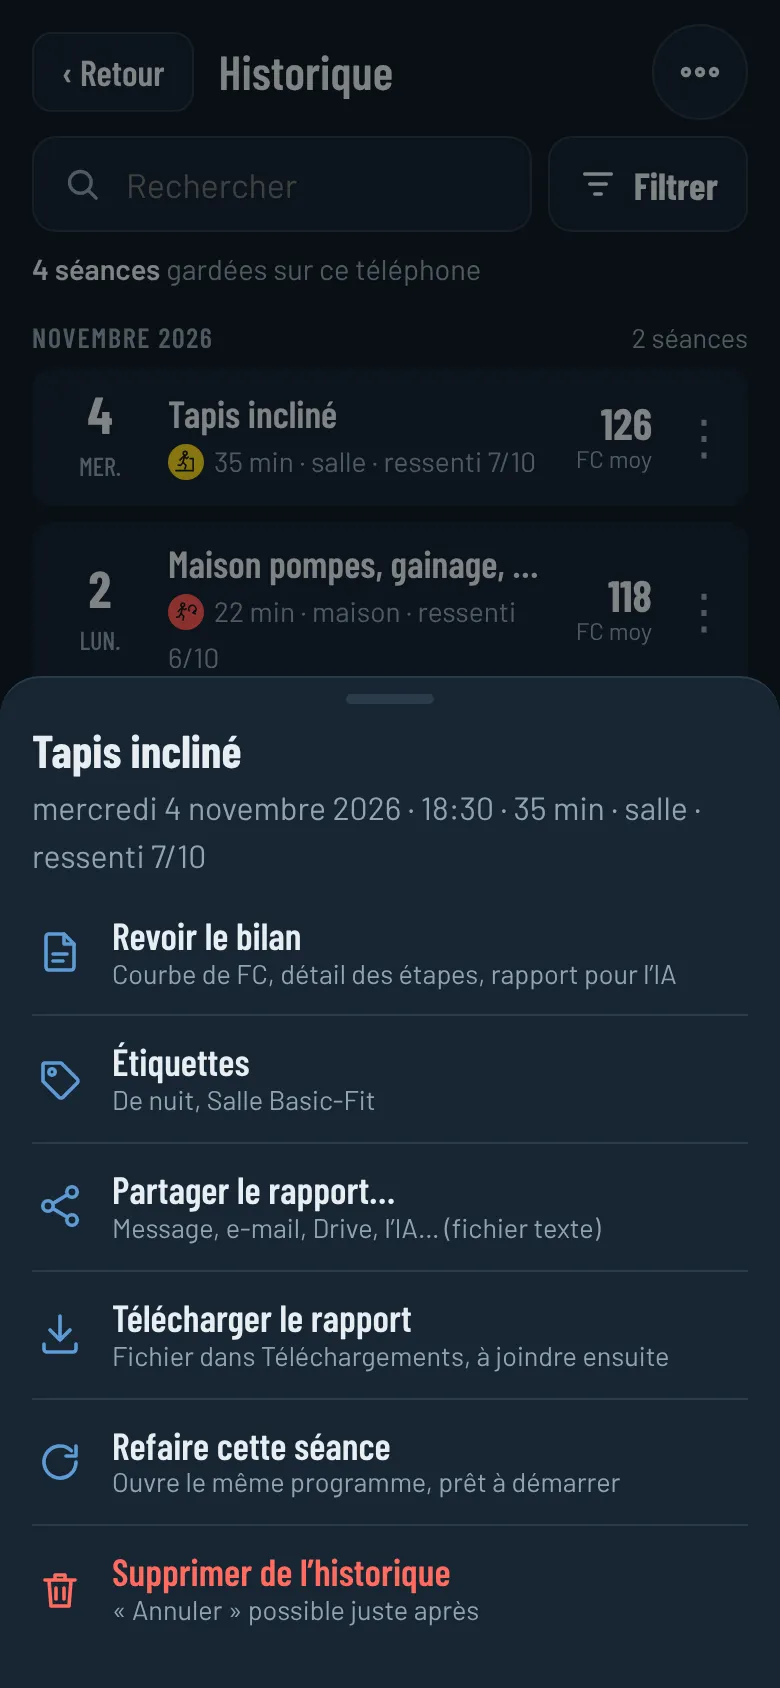 ‹ Retour
Historique
Rechercher
Filtrer
4 séances gardées sur ce téléphone
NOVEMBRE 2026
2 séances
4
MER.
Tapis incliné
35 min · salle · ressenti 7/10
126
FC moy
2
LUN.
Maison pompes, gainage, ...
22 min · maison · ressenti
6/10
118
FC moy
Tapis incliné
mercredi 4 novembre 2026 · 18:30 · 35 min · salle ·
ressenti 7/10
Revoir le bilan
Courbe de FC, détail des étapes, rapport pour l’IA
Étiquettes
De nuit, Salle Basic-Fit
Partager le rapport...
Message, e-mail, Drive, l’IA... (fichier texte)
Télécharger le rapport
Fichier dans Téléchargements, à joindre ensuite
Refaire cette séance
Ouvre le même programme, prêt à démarrer
Supprimer de l’historique
« Annuler » possible juste après